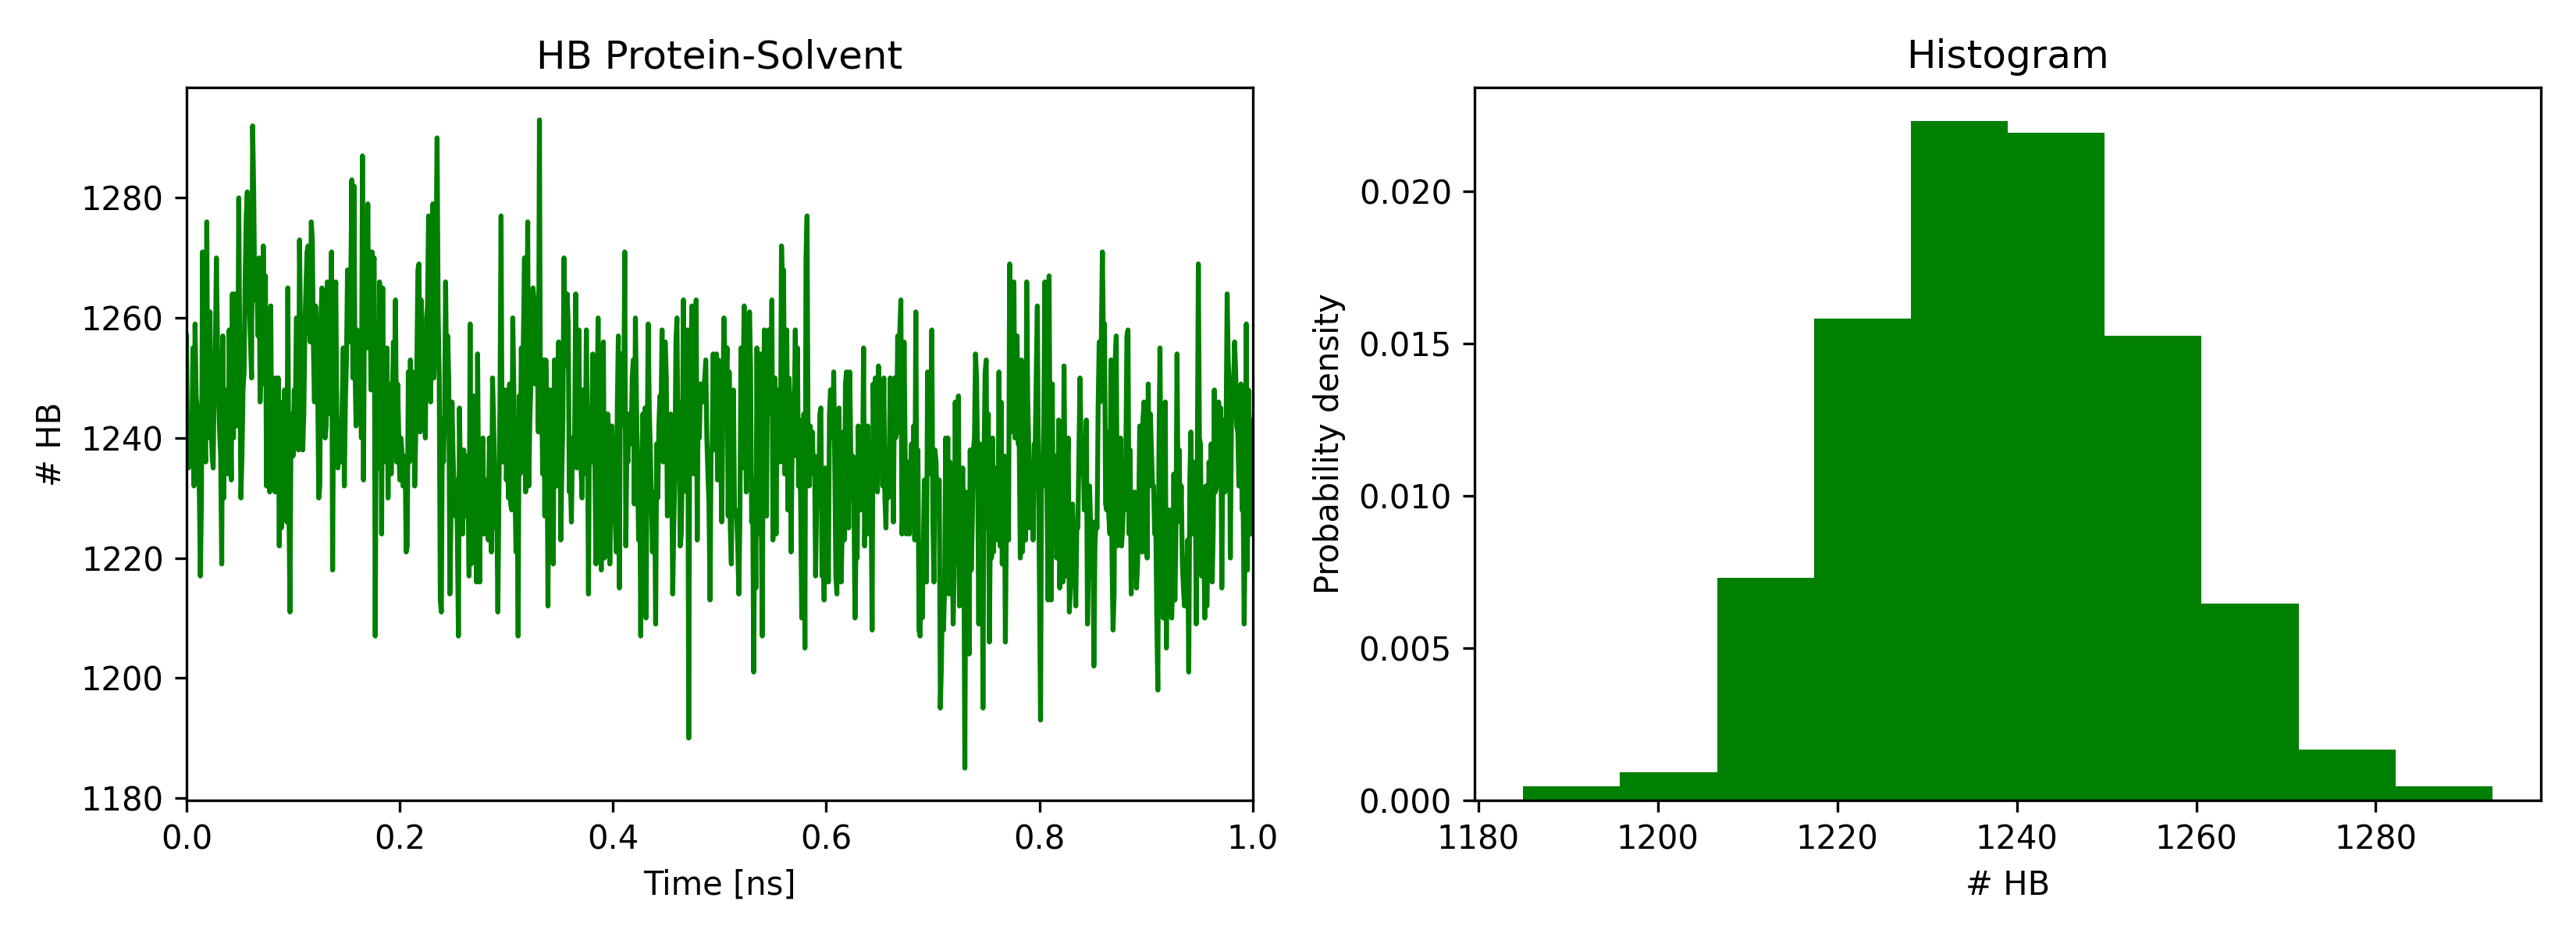 HB Protein-Solvent
# HB
1280
1260
1240
1220
1200
1180
0.0 0.2 0.4 0.6 0.8 1.0
Time [ns]
Histogram
Probability density
0.020
0.015
0.010
0.005
0.000
1180 1200 1220 1240 1260 1280
# HB